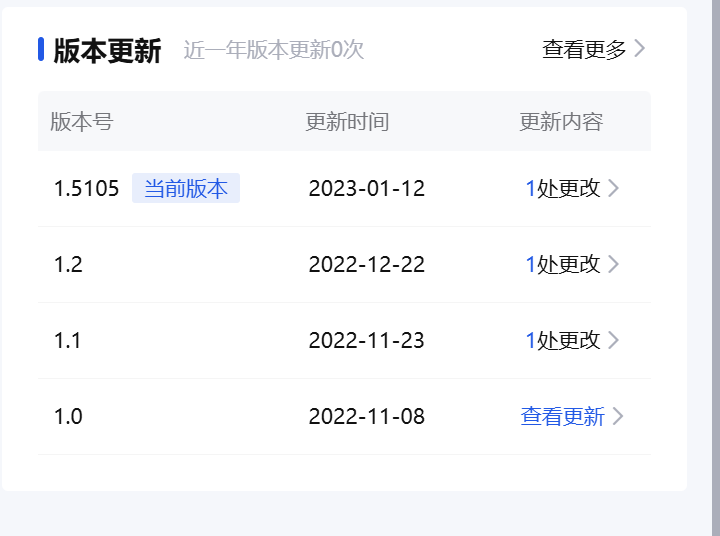 版本更新 近一年版本更新0次 查看更多
版本号 更新时间 更新内容
1.5105 当前版本 2023-01-12 1处更改
1.2 2022-12-22 1处更改
1.1 2022-11-23 1处更改
1.0 2022-11-08 查看更新